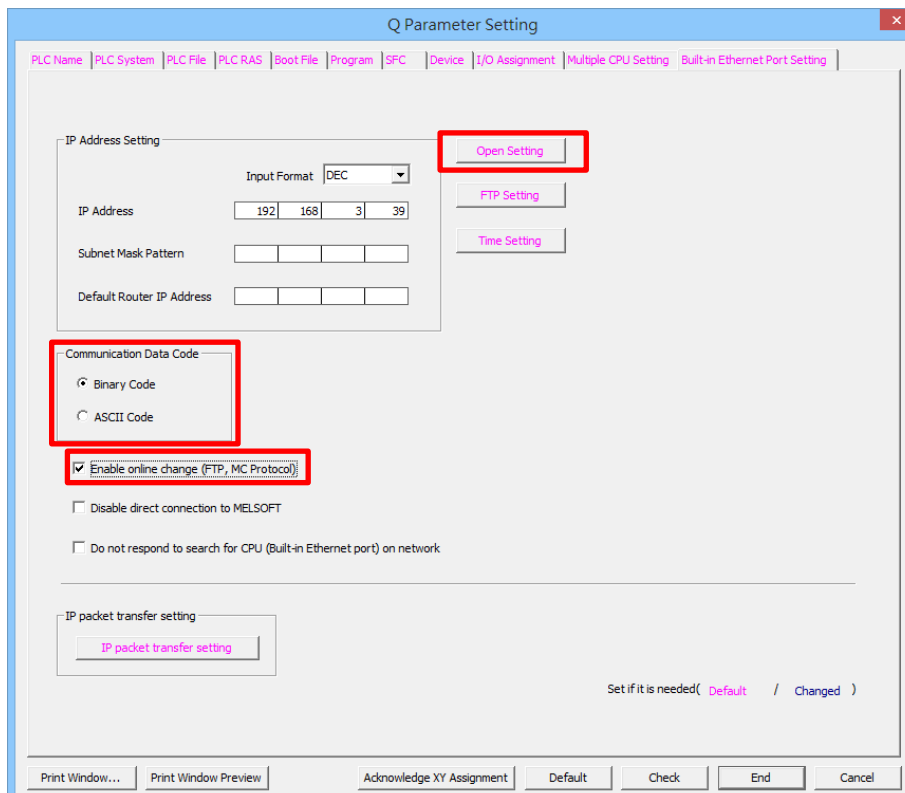 Q Parameter Setting
×
PLC Name PLC System PLC File PLC RAS Boot File Program SFC Device I/O Assignment Multiple CPU Setting Built-in Ethernet Port Setting
IP Address Setting
Open Setting
Input Format DEC
FTP Setting
IP Address 192 168 3 39
Time Setting
Subnet Mask Pattern
Default Router IP Address
Communication Data Code
Binary Code
ASCII Code
Enable online change (FTP, MC Protocol)
Disable direct connection to MELSOFT
Do not respond to search for CPU (Built-in Ethernet port) on network
IP packet transfer setting
IP packet transfer setting
Set if it is needed( Default / Changed )
Print Window... Print Window Preview Acknowledge XY Assignment Default Check End Cancel